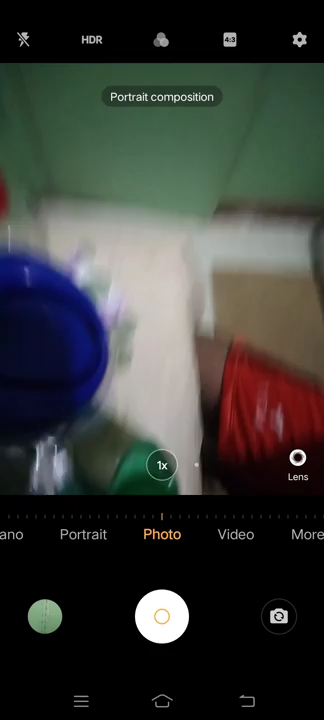 HDR
4:3
Portrait composition
1x
Lens
ano
Portrait
Photo
Video
More